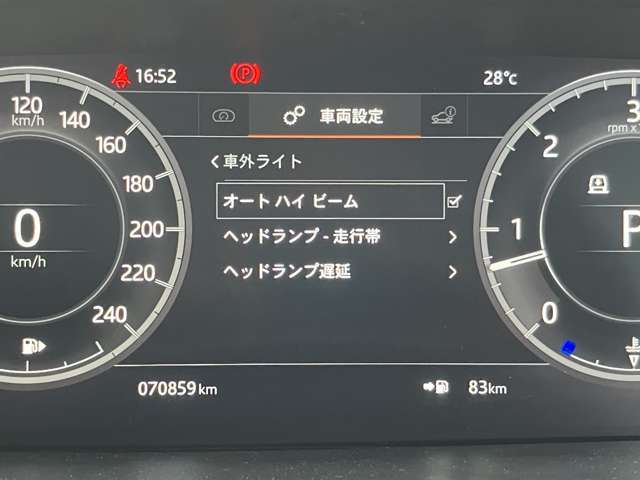 16:52
P
28℃
120
km/h
140
160
180
200
220
240
0
km/h
車両設定
車外ライト
オート ハイ ビーム
ヘッドランプ - 走行帯
ヘッドランプ遅延
3
rpm x
2
1
0
P
070859 km
83km